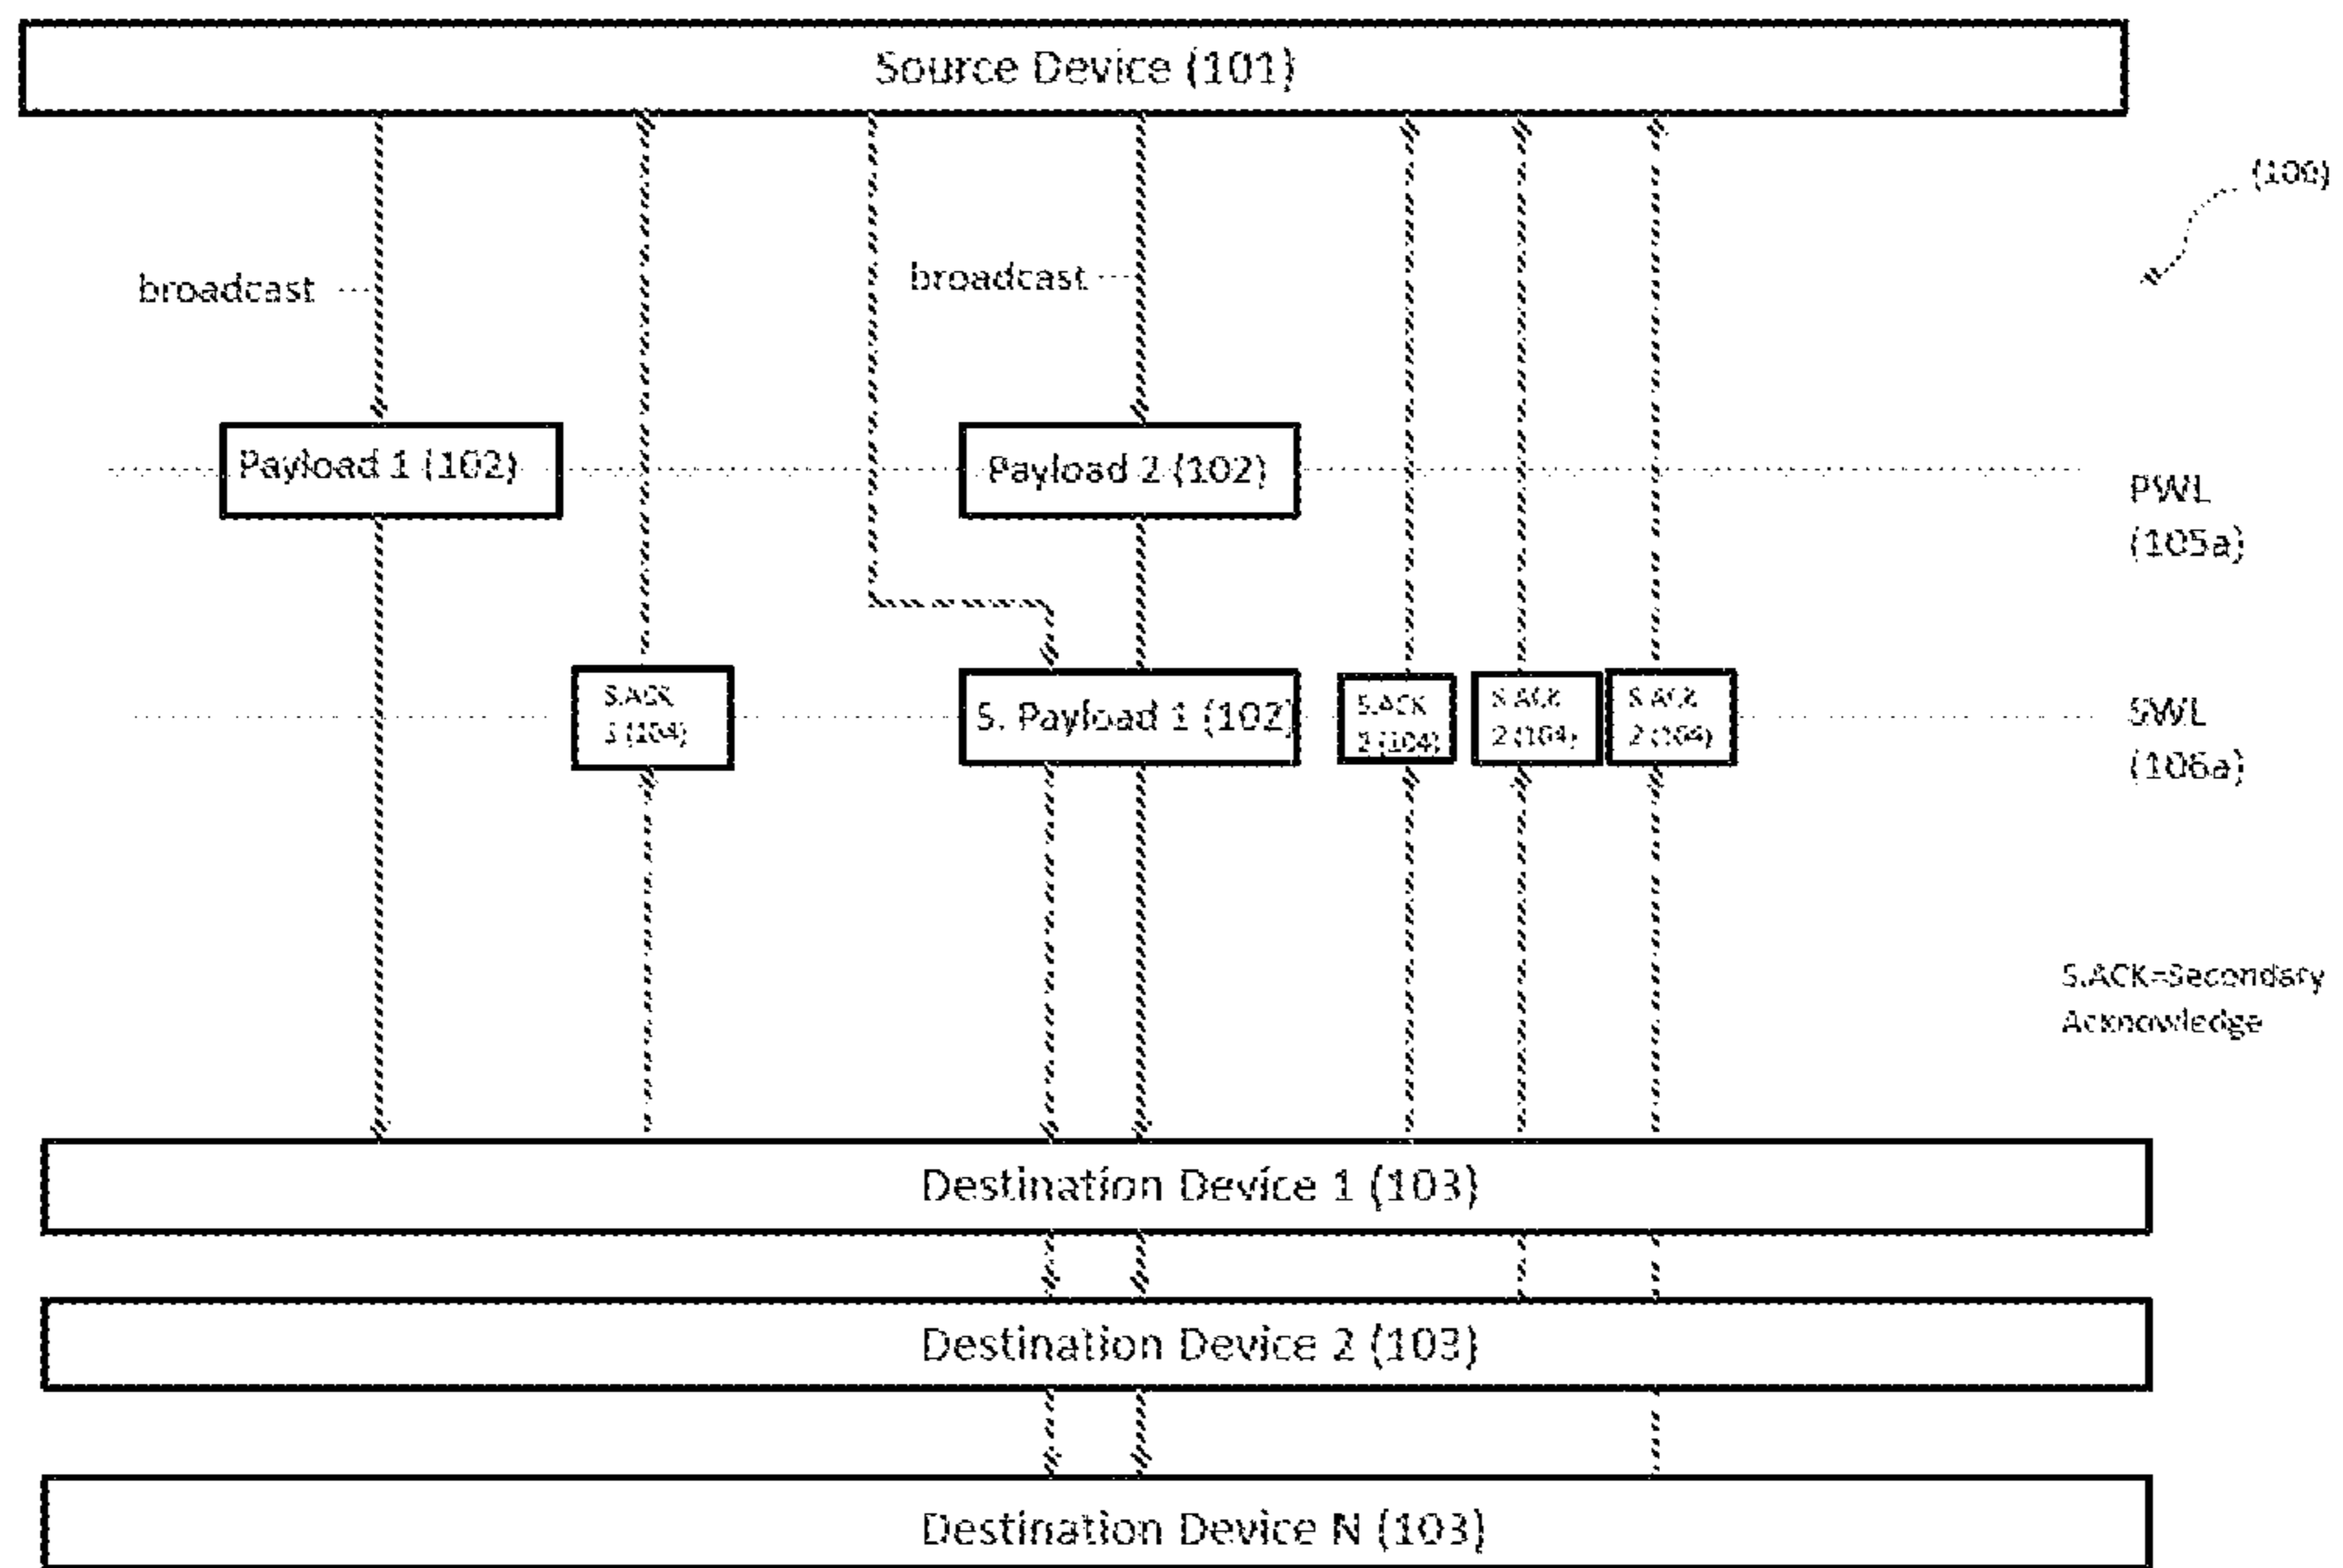 Source Device (101)
(100)
broadcast
broadcast
Payload 1 (102)
Payload 2 (102)
PWL
(105a)
S.ACK
1 (104)
S. Payload 1 (102)
S.ACK
2 (104)
S.ACK
2 (104)
S.ACK
2 (104)
SWL
(106a)
S.ACK=Secondary
Acknowledge
Destination Device 1 (103)
Destination Device 2 (103)
Destination Device N (103)